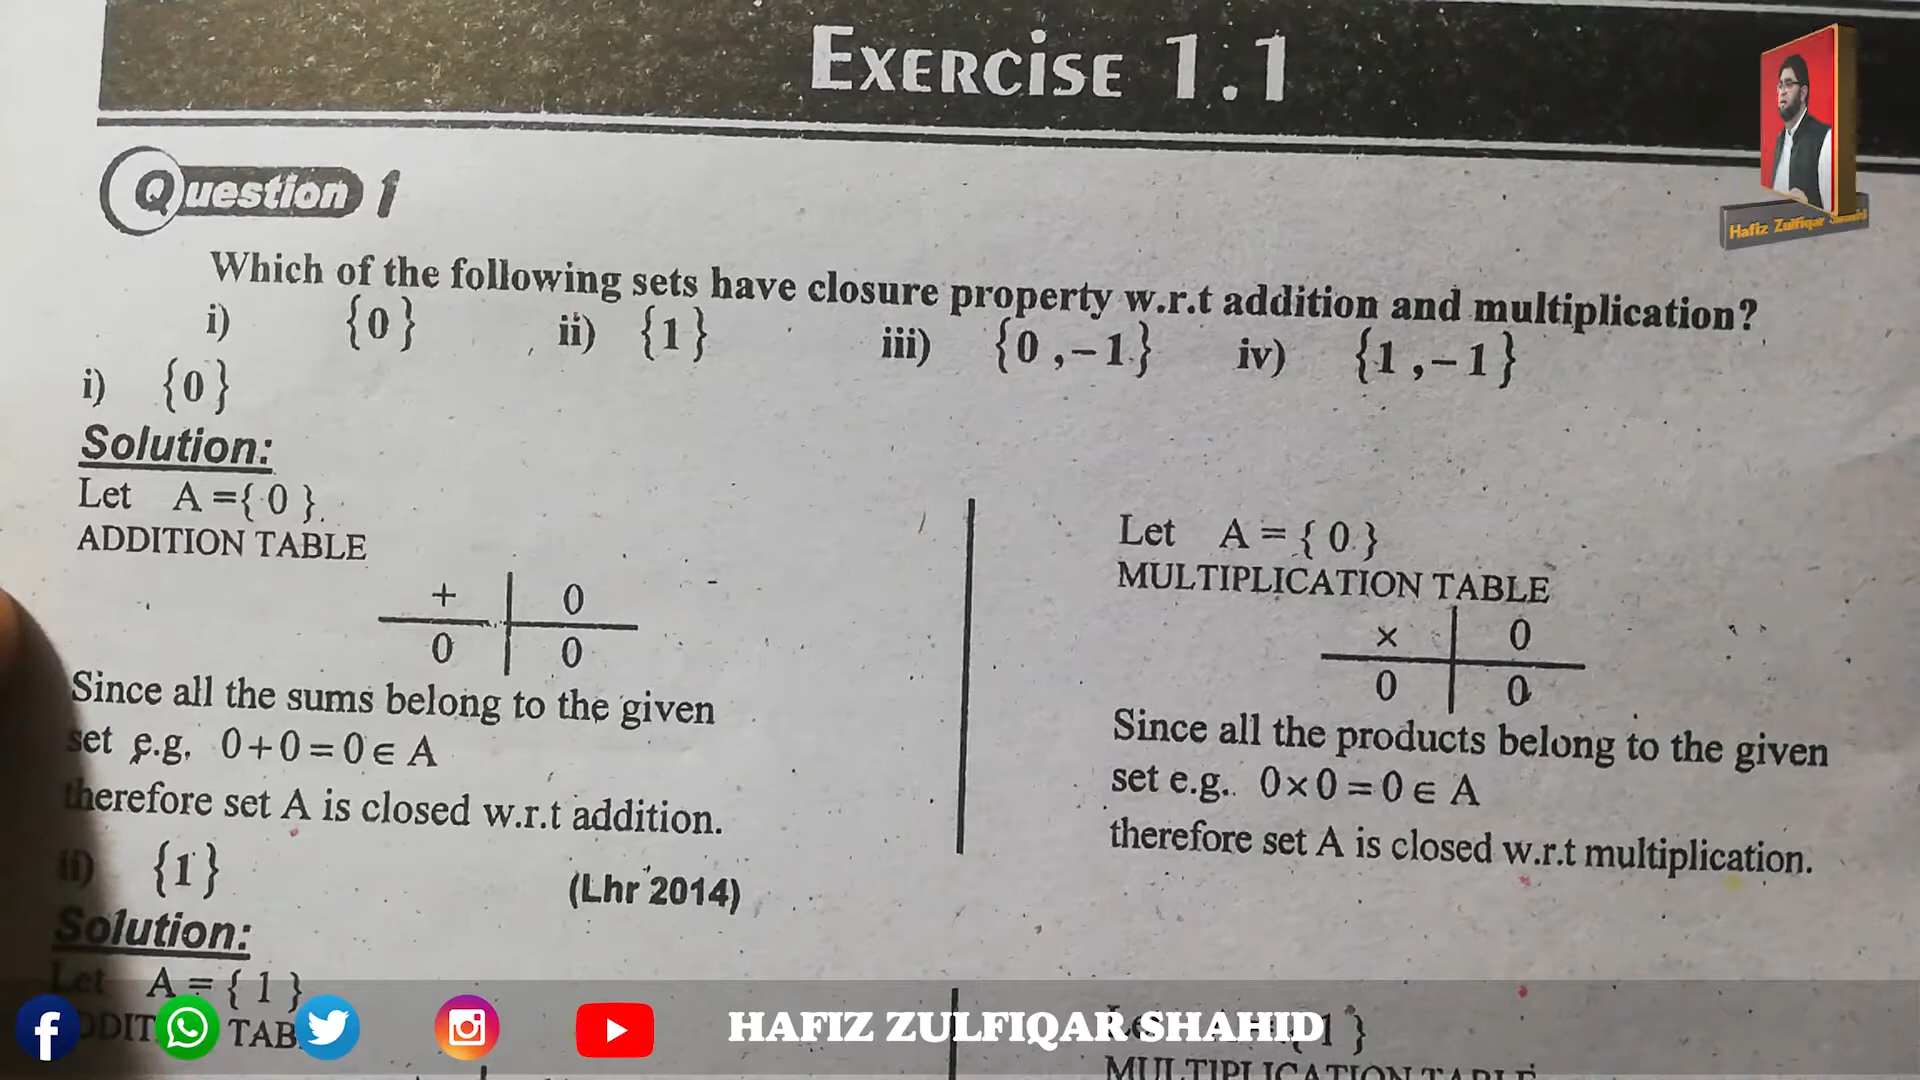 EXERCISE 1.1
Hafiz Zulfiqar Shahid
Question 1
Which of the following sets have closure property w.r.t addition and multiplication?
i) {0} ii) {1} iii) {0 ,−1} iv) {1 ,−1}
i) {0}
Solution:
Let A ={ 0 }
ADDITION TABLE
+ 0
0 0
Since all the sums belong to the given
set e.g. 0+0=0∈ A
therefore set A is closed w.r.t addition.
Let A = { 0 }
MULTIPLICATION TABLE
× 0
0 0
Since all the products belong to the given
set e.g. 0×0=0∈ A
therefore set A is closed w.r.t multiplication.
ii) {1}
(Lhr 2014)
Solution:
Let A = { 1 }
1 }
MULTIPLICATION TABLE
HAFIZ ZULFIQAR SHAHID